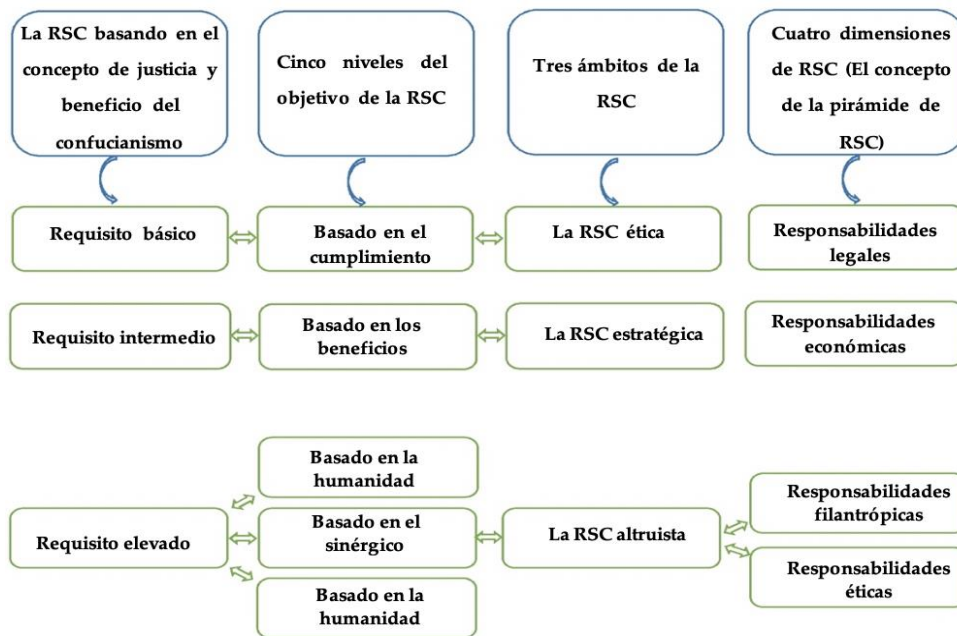 La RSC basando en el
concepto de justicia y
beneficio del
confucianismo
Cinco niveles del
objetivo de la RSC
Tres ámbitos de la
RSC
Cuatro dimensiones
de RSC (El concepto
de la pirámide de
RSC)
Requisito básico
Basado en el
cumplimiento
La RSC ética
Responsabilidades
legales
Requisito intermedio
Basado en los
beneficios
La RSC estratégica
Responsabilidades
económicas
Basado en la
humanidad
Requisito elevado
Basado en el
sinérgico
La RSC altruista
Responsabilidades
filantrópicas
Basado en la
humanidad
Responsabilidades
éticas